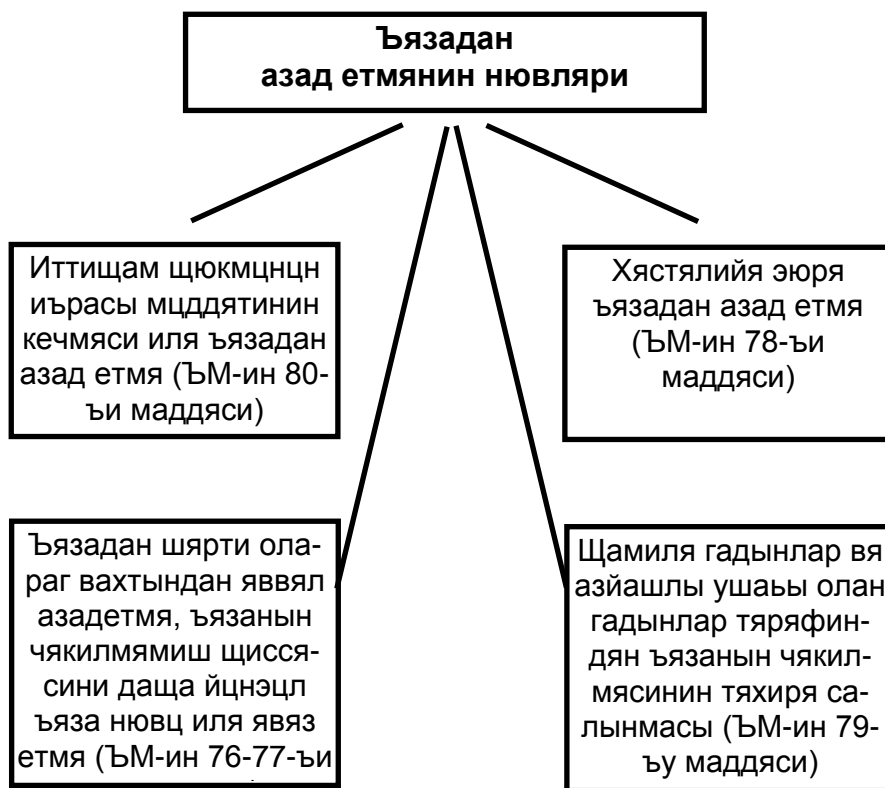 Ъязадан
азад етмянин нювляри
Иттищам щюкмцнцн
иърасы мцддятинин
кечмяси иля ъязадан
азад етмя (ЪМ-ин 80-
ъи маддяси)
Хястялийя эюря
ъязадан азад етмя
(ЪМ-ин 78-ъи
маддяси)
Ъязадан шярти ола-
раг вахтындан яввял
азадетмя, ъязанын
чякилмямиш щисся-
сини даща йцнэцл
ъяза нювц иля явяз
етмя (ЪМ-ин 76-77-ъи
Щамиля гадынлар вя
азйашлы ушаьы олан
гадынлар тяряфин-
дян ъязанын чякил-
мясинин тяхиря са-
лынмасы (ЪМ-ин 79-
ъу маддяси)